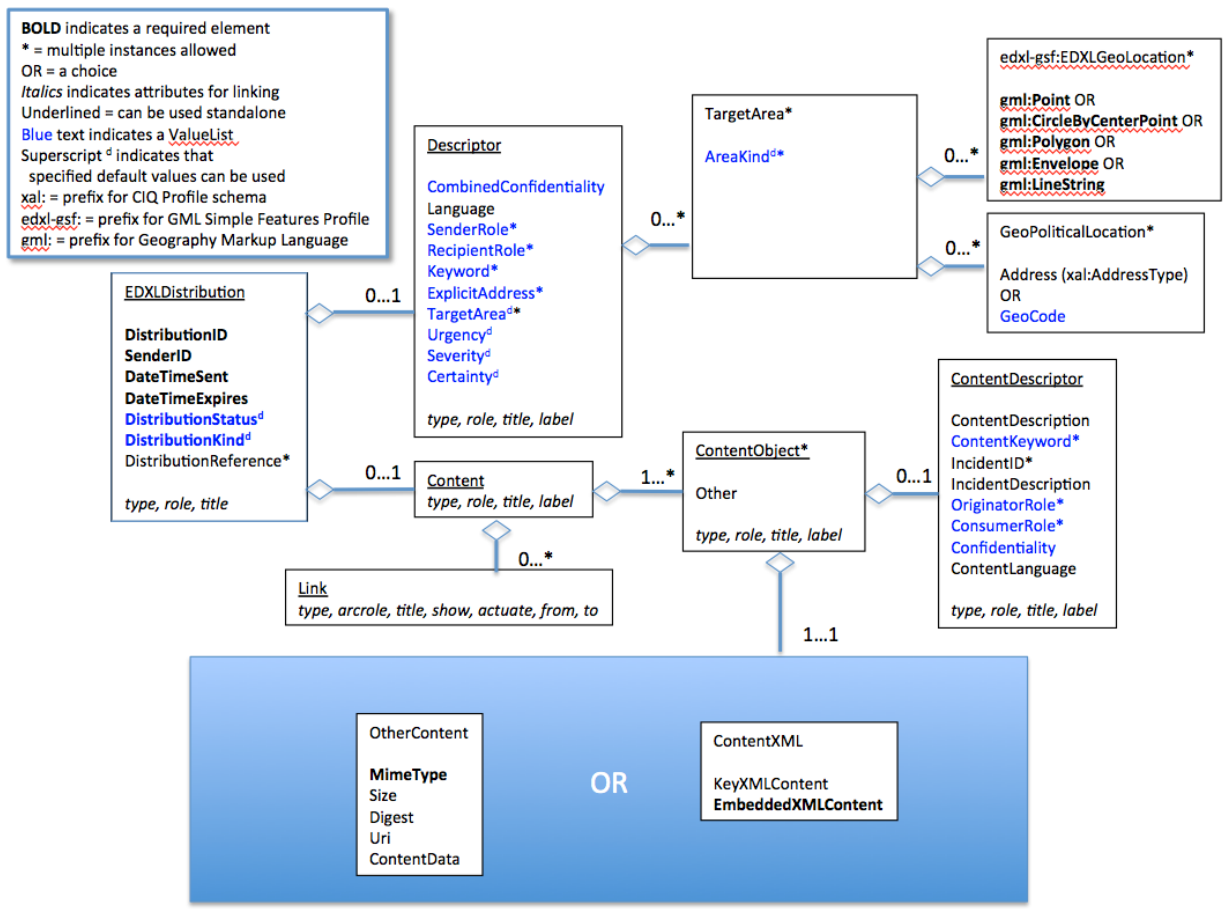 BOLD indicates a required element
* = multiple instances allowed
OR = a choice
Italics indicates attributes for linking
Underlined = can be used standalone
Blue text indicates a ValueList
Superscript d indicates that
specified default values can be used
xal: = prefix for CIQ Profile schema
edxl-gsf: = prefix for GML Simple Features Profile
gml: = prefix for Geography Markup Language
EDXLDistribution
DistributionID
SenderID
DateTimeSent
DateTimeExpires
DistributionStatusd
DistributionKindd
DistributionReference*
type, role, title
0...1
0...1
Descriptor
CombinedConfidentiality
Language
SenderRole*
RecipientRole*
Keyword*
ExplicitAddress*
TargetAread*
Urgencyd
Severityd
Certaintyd
type, role, title, label
0...*
TargetArea*
AreaKindd*
0...*
0...*
edxl-gsf:EDXLGeoLocation*
gml:Point OR
gml:CircleByCenterPoint OR
gml:Polygon OR
gml:Envelope OR
gml:LineString
GeoPoliticalLocation*
Address (xal:AddressType)
OR
GeoCode
Content
type, role, title, label
1...*
0...*
Link
type, arcrole, title, show, actuate, from, to
ContentObject*
Other
type, role, title, label
0...1
1...1
ContentDescriptor
ContentDescription
ContentKeyword*
IncidentID*
IncidentDescription
OriginatorRole*
ConsumerRole*
Confidentiality
ContentLanguage
type, role, title, label
OtherContent
MimeType
Size
Digest
Uri
ContentData
OR
ContentXML
KeyXMLContent
EmbeddedXMLContent